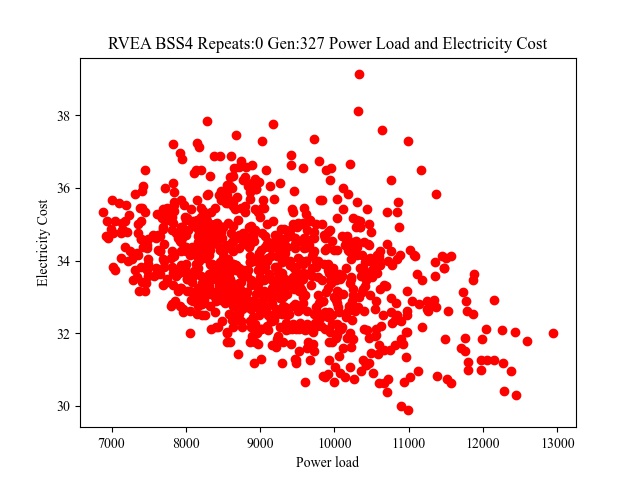 RVEA BSS4 Repeats:0 Gen:327 Power Load and Electricity Cost
38
36
34
32
30
Electricity Cost
7000 8000 9000 10000 11000 12000 13000
Power load